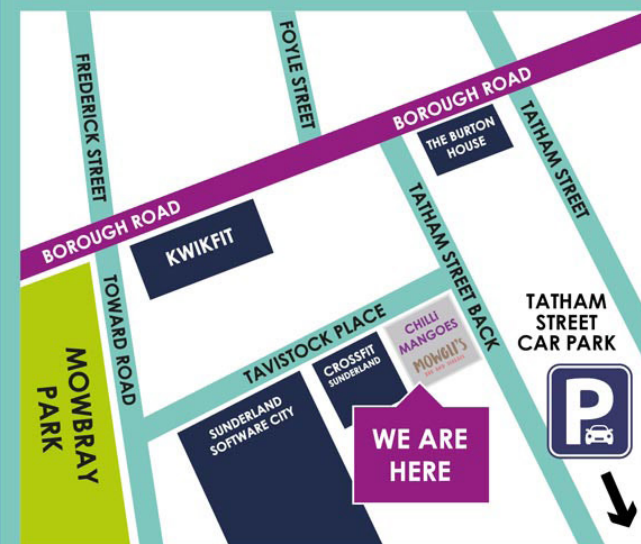 FREDERICK STREET
FOYLE STREET
BOROUGH ROAD
THE BURTON
HOUSE
TATHAM STREET
BOROUGH ROAD
KWIKFIT
TATHAM STREET BACK
TOWARD ROAD
TAVISTOCK PLACE
CHILLI
MANGOES
MOWGLI'S
CROSSFIT
SUNDERLAND
TATHAM
STREET
CAR PARK
MOWBRAY
PARK
SUNDERLAND
SOFTWARE CITY
P
WE ARE
HERE